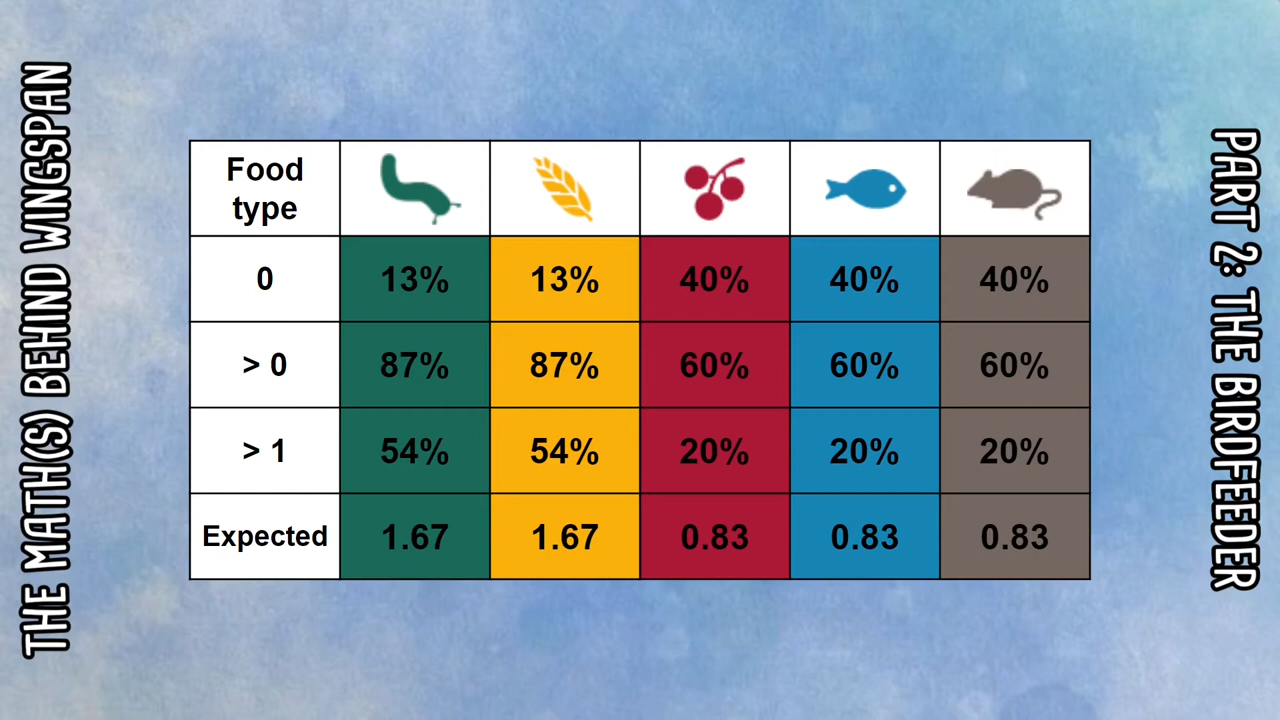 THE MATH(S) BEHIND WINGSPAN
Food
type
0 13% 13% 40% 40% 40%
> 0 87% 87% 60% 60% 60%
> 1 54% 54% 20% 20% 20%
Expected 1.67 1.67 0.83 0.83 0.83
PART 2: THE BIRDFEEDER